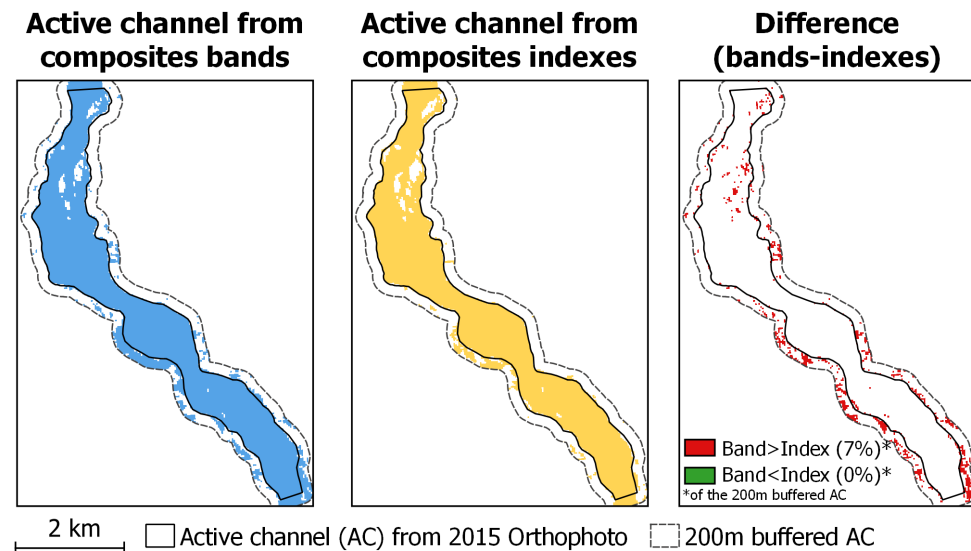 Active channel from
composites bands
Active channel from
composites indexes
Difference
(bands-indexes)
Band>Index (7%)*
Band<Index (0%)*
*of the 200m buffered AC
2 km
Active channel (AC) from 2015 Orthophoto
200m buffered AC